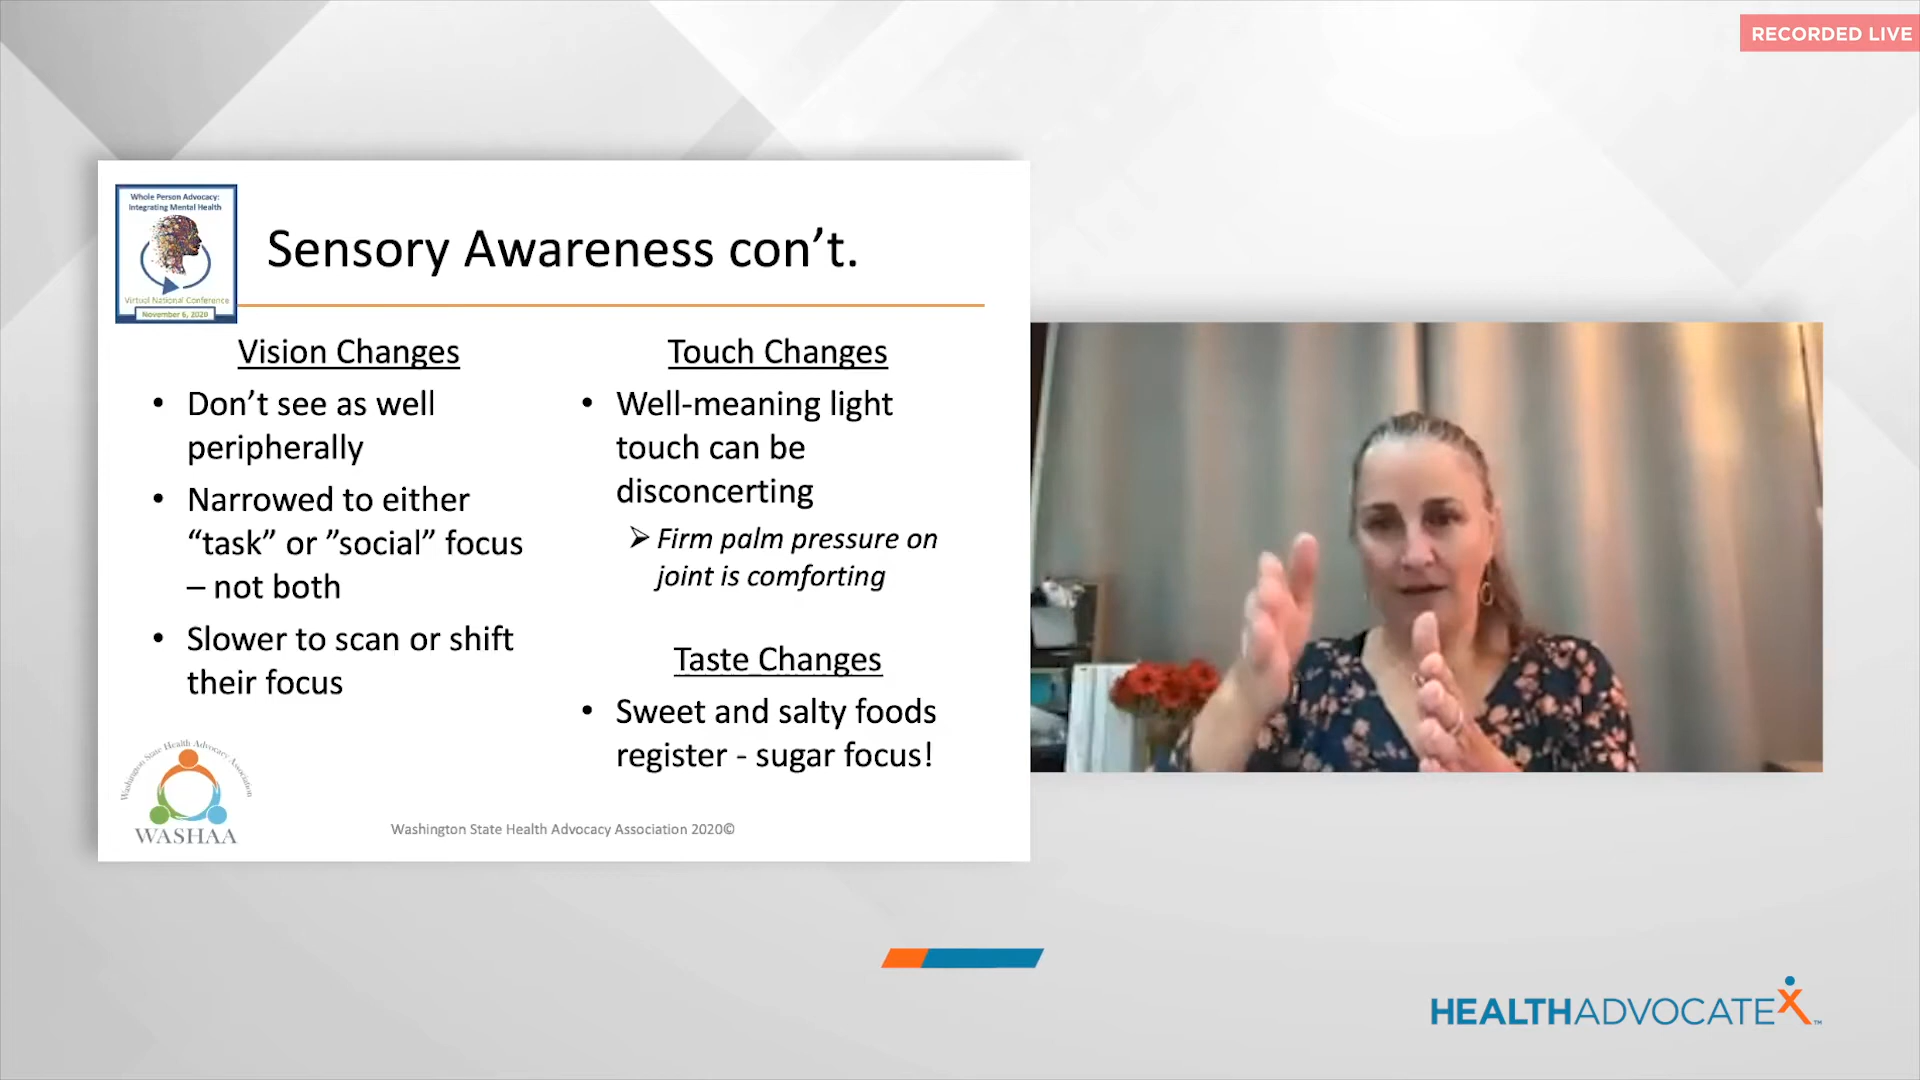 RECORDED LIVE
Whole Person Advocacy:
Integrating Mental Health
Virtual National Conference
November 6, 2020
Sensory Awareness con’t.
Vision Changes
• Don’t see as well
peripherally
• Narrowed to either
“task” or ”social” focus
– not both
• Slower to scan or shift
their focus
Touch Changes
• Well-meaning light
touch can be
disconcerting
➢ Firm palm pressure on
joint is comforting
Taste Changes
• Sweet and salty foods
register - sugar focus!
Washington State Health Advocacy Association
WASHAA
Washington State Health Advocacy Association 2020©
HEALTHADVOCATEX™